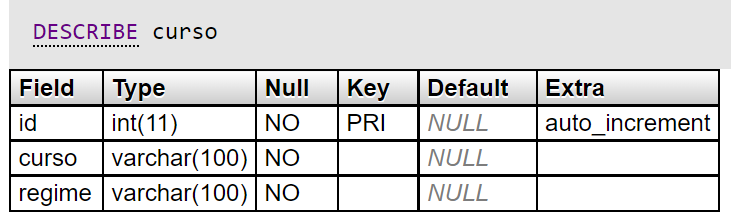 DESCRIBE curso
Field Type Null Key Default Extra
id int(11) NO PRI NULL auto_increment
curso varchar(100) NO NULL
regime varchar(100) NO NULL